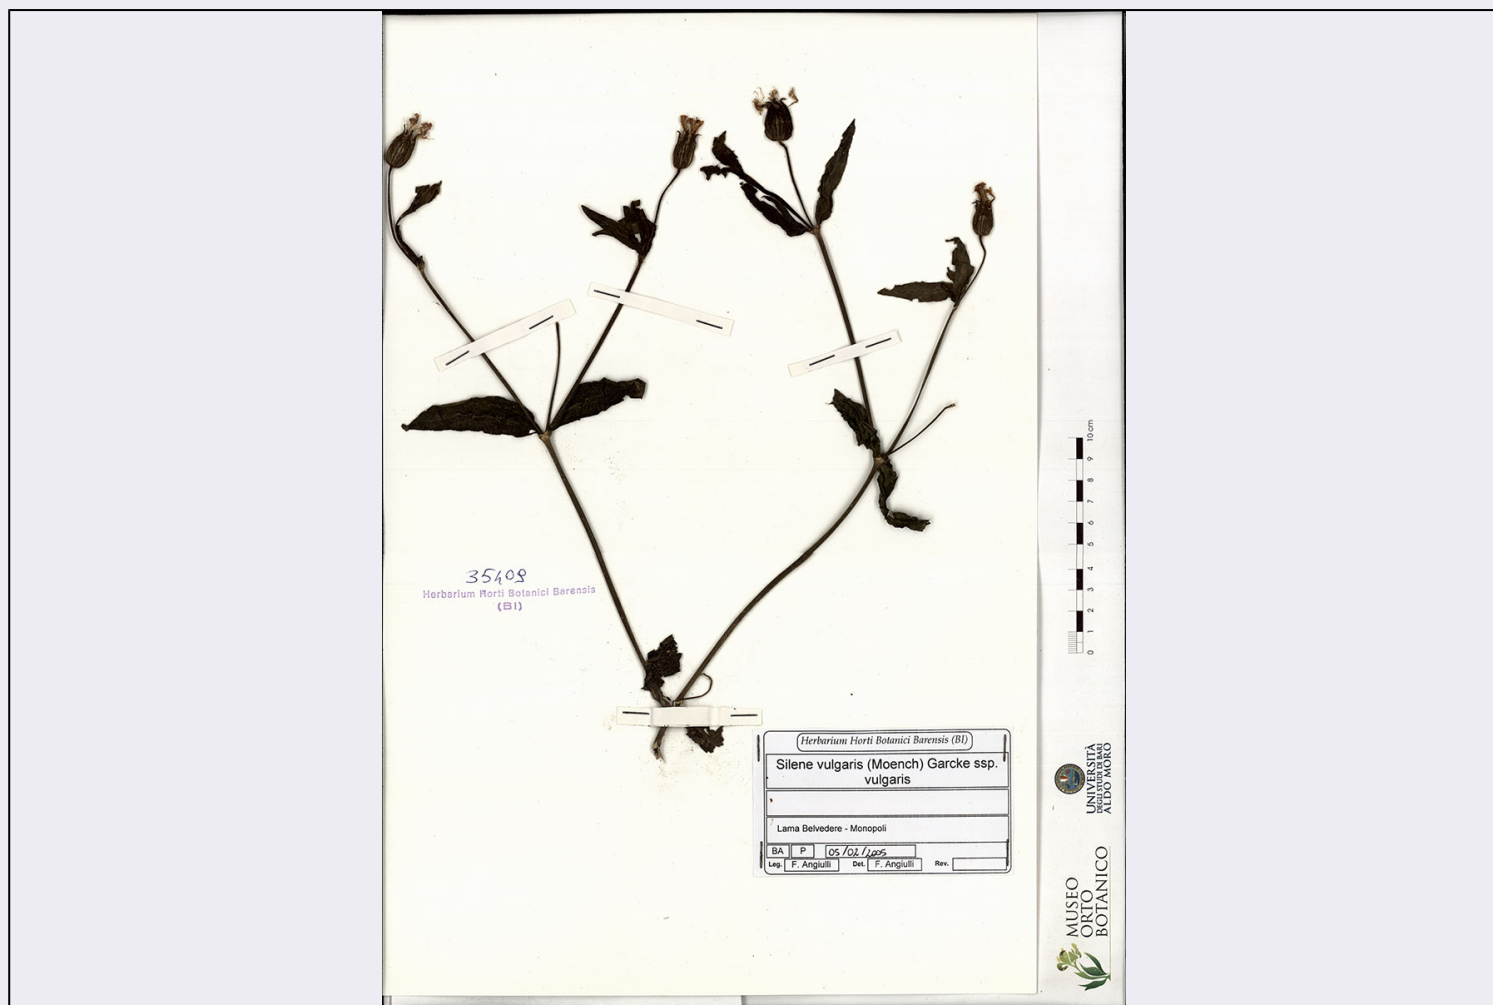 35409
Herbarium Horti Botanici Barensis
(BI)
Herbarium Horti Botanici Barensis (BI)
Silene vulgaris (Moench) Garcke ssp.
vulgaris
Lama Belvedere - Monopoli
BA P 05/02/2005
Leg. F. Angiulli Det. F. Angiulli Rev.
10 cm
9
8
7
6
5
4
3
2
1
0
UNIVERSITÀ
DEGLI STUDI DI BARI
ALDO MORO
MUSEO
ORTO
BOTANICO